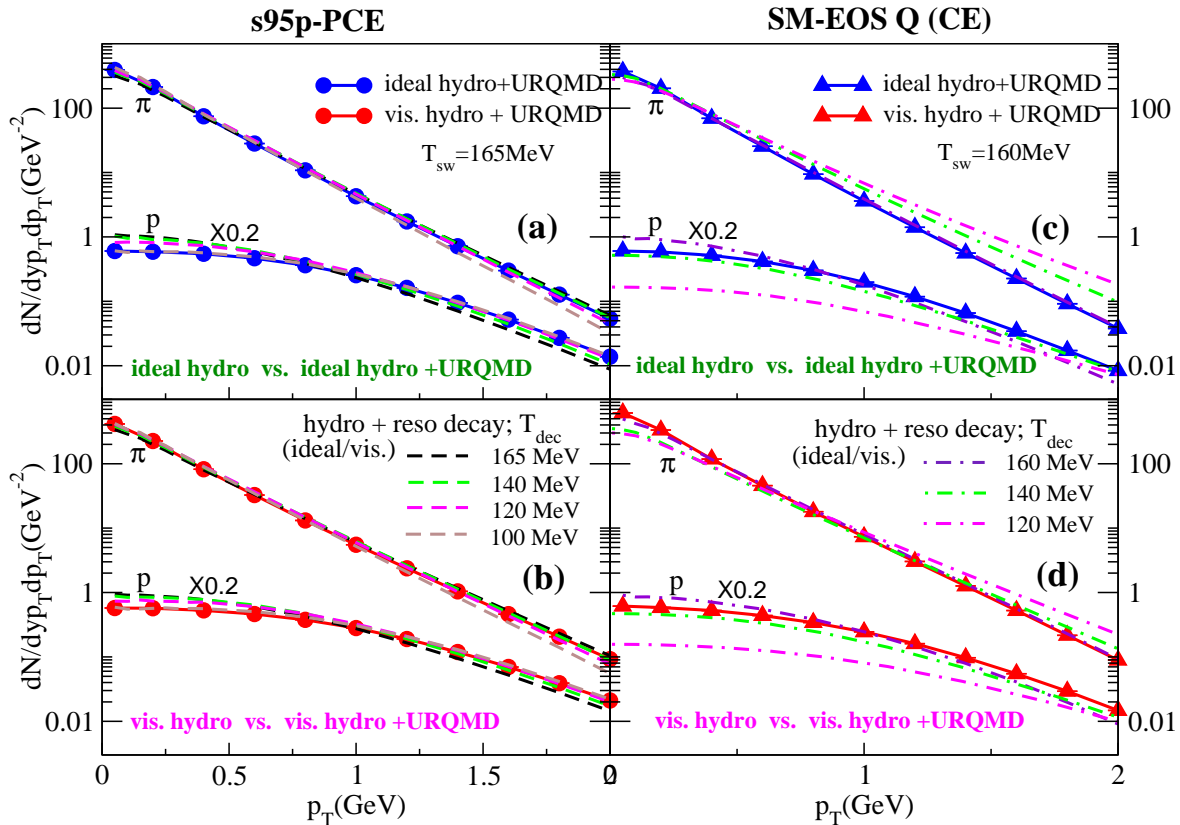 s95p-PCE
SM-EOS Q (CE)
dN/dyp_T dp_T(GeV^-2)
100
1
0.01
π
ideal hydro+URQMD
vis. hydro + URQMD
T_sw=165MeV
(a)
p
X0.2
ideal hydro vs. ideal hydro +URQMD
π
ideal hydro+URQMD
vis. hydro + URQMD
T_sw=160MeV
(c)
p
X0.2
ideal hydro vs. ideal hydro +URQMD
100
1
0.01
dN/dyp_T dp_T(GeV^-2)
100
1
0.01
π
hydro + reso decay; T_dec
(ideal/vis.)
165 MeV
140 MeV
120 MeV
100 MeV
(b)
p
X0.2
vis. hydro vs. vis. hydro +URQMD
π
hydro + reso decay; T_dec
(ideal/vis.)
160 MeV
140 MeV
120 MeV
(d)
p
X0.2
vis. hydro vs. vis. hydro +URQMD
100
1
0.01
0 0.5 1 1.5 2
0 1 2
p_T(GeV)
p_T(GeV)